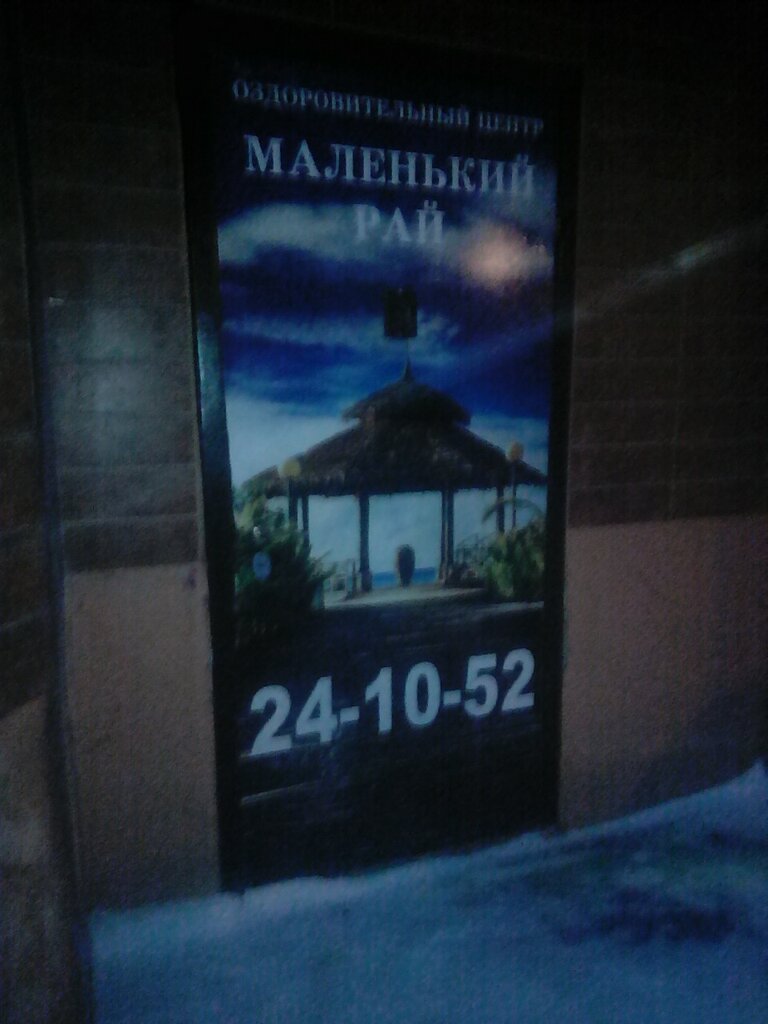 ОЗДОРОВИТЕЛЬНЫЙ ЦЕНТР
МАЛЕНЬКИЙ
РАЙ
24-10-52